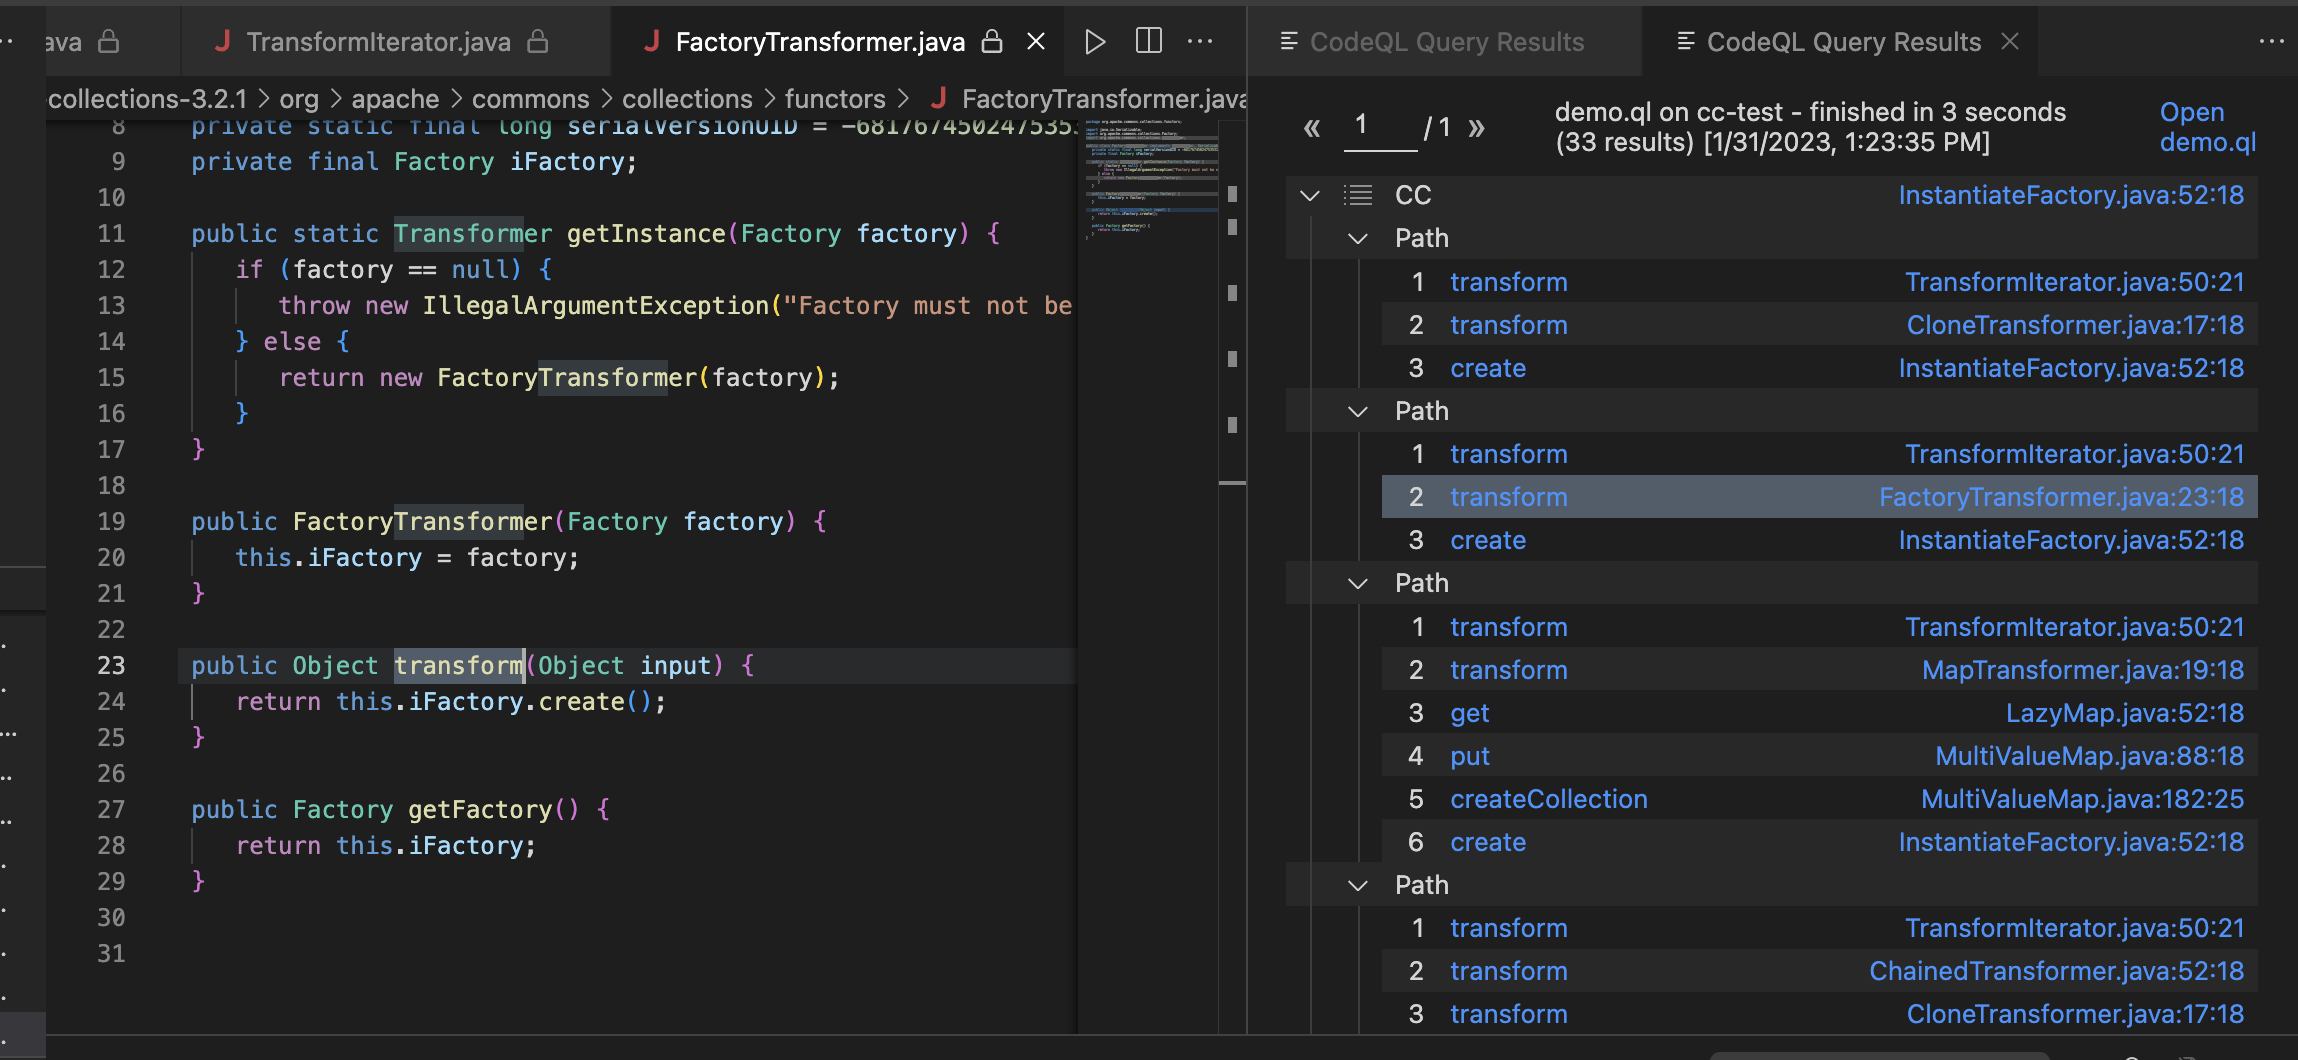 ava
TransformIterator.java
FactoryTransformer.java
collections-3.2.1 > org > apache > commons > collections > functors > FactoryTransformer.java
8 private static final long serialVersionUID = -6817674502475353
9 private final Factory iFactory;
10
11 public static Transformer getInstance(Factory factory) {
12 if (factory == null) {
13 throw new IllegalArgumentException("Factory must not be
14 } else {
15 return new FactoryTransformer(factory);
16 }
17 }
18
19 public FactoryTransformer(Factory factory) {
20 this.iFactory = factory;
21 }
22
23 public Object transform(Object input) {
24 return this.iFactory.create();
25 }
26
27 public Factory getFactory() {
28 return this.iFactory;
29 }
30
31
CodeQL Query Results
CodeQL Query Results
« 1 / 1 »
demo.ql on cc-test - finished in 3 seconds
(33 results) [1/31/2023, 1:23:35 PM]
Open
demo.ql
CC InstantiateFactory.java:52:18
Path
1 transform TransformIterator.java:50:21
2 transform CloneTransformer.java:17:18
3 create InstantiateFactory.java:52:18
Path
1 transform TransformIterator.java:50:21
2 transform FactoryTransformer.java:23:18
3 create InstantiateFactory.java:52:18
Path
1 transform TransformIterator.java:50:21
2 transform MapTransformer.java:19:18
3 get LazyMap.java:52:18
4 put MultiValueMap.java:88:18
5 createCollection MultiValueMap.java:182:25
6 create InstantiateFactory.java:52:18
Path
1 transform TransformIterator.java:50:21
2 transform ChainedTransformer.java:52:18
3 transform CloneTransformer.java:17:18